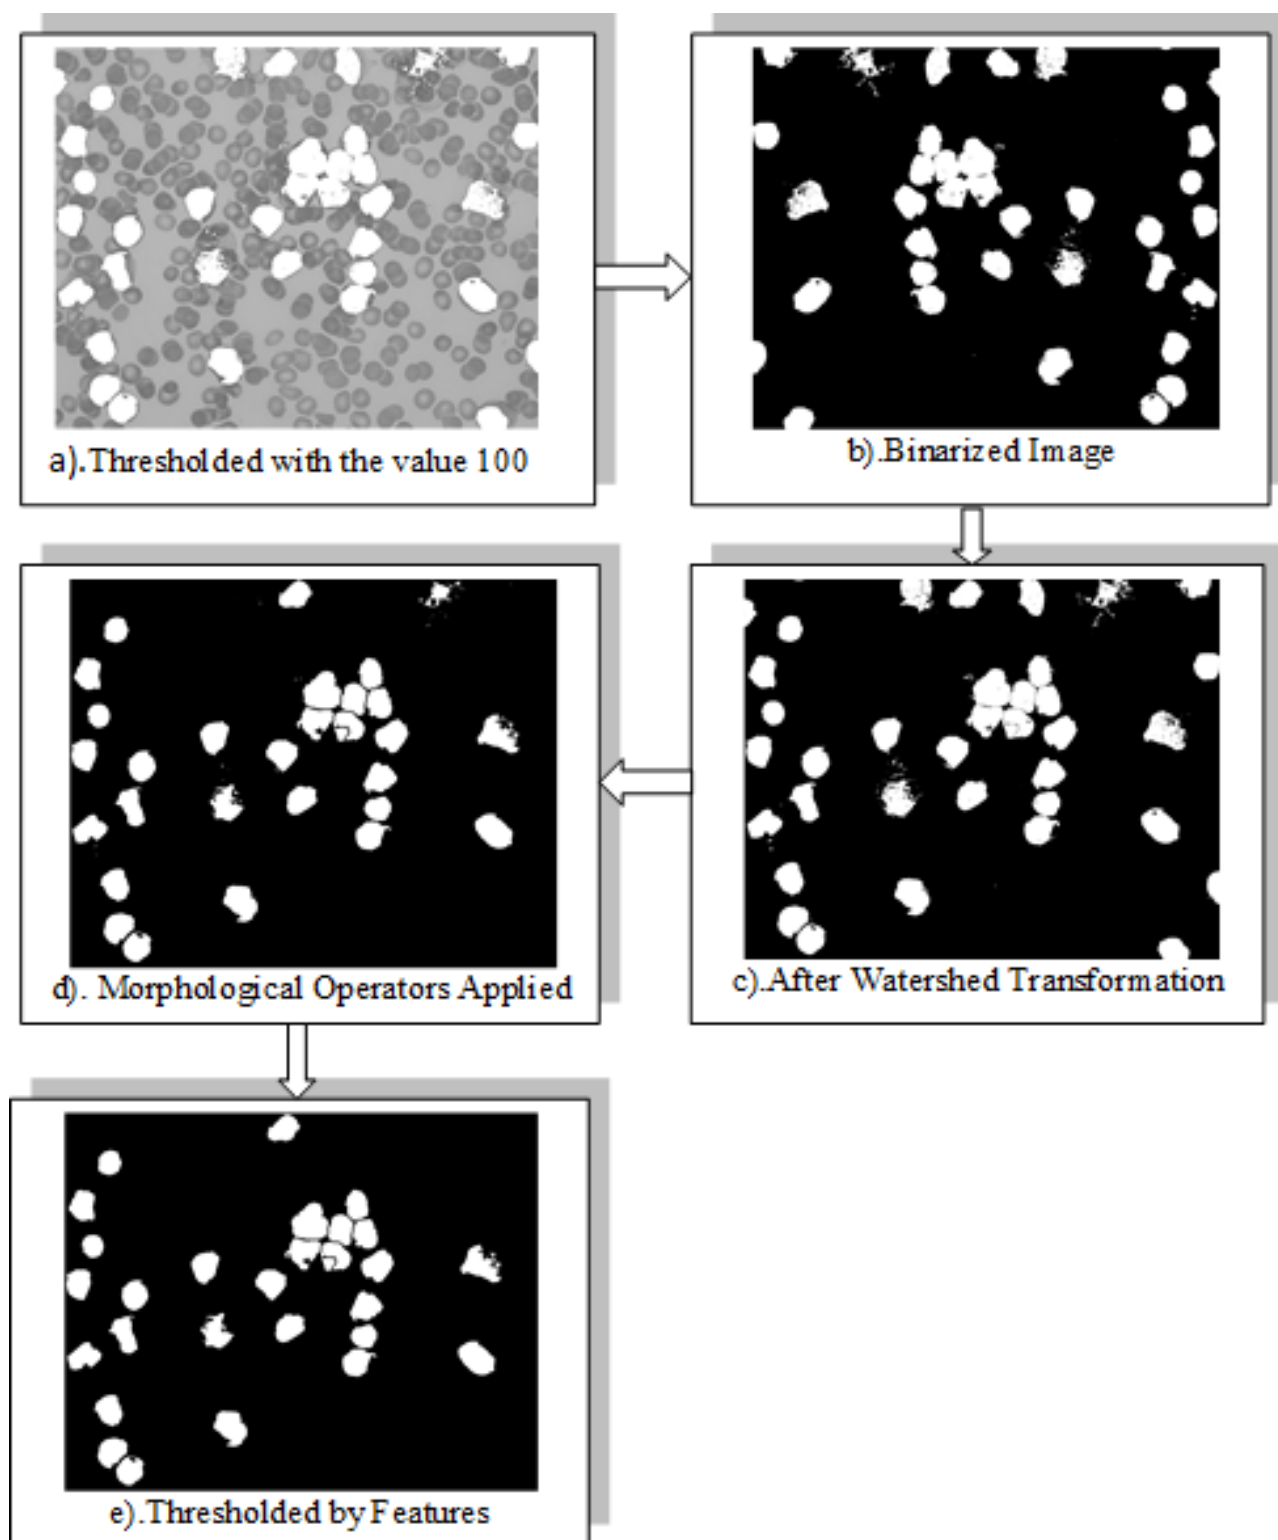 a).Thresholded with the value 100
b).Binarized Image
c).After Watershed Transformation
d). Morphological Operators Applied
e).Thresholded by Features